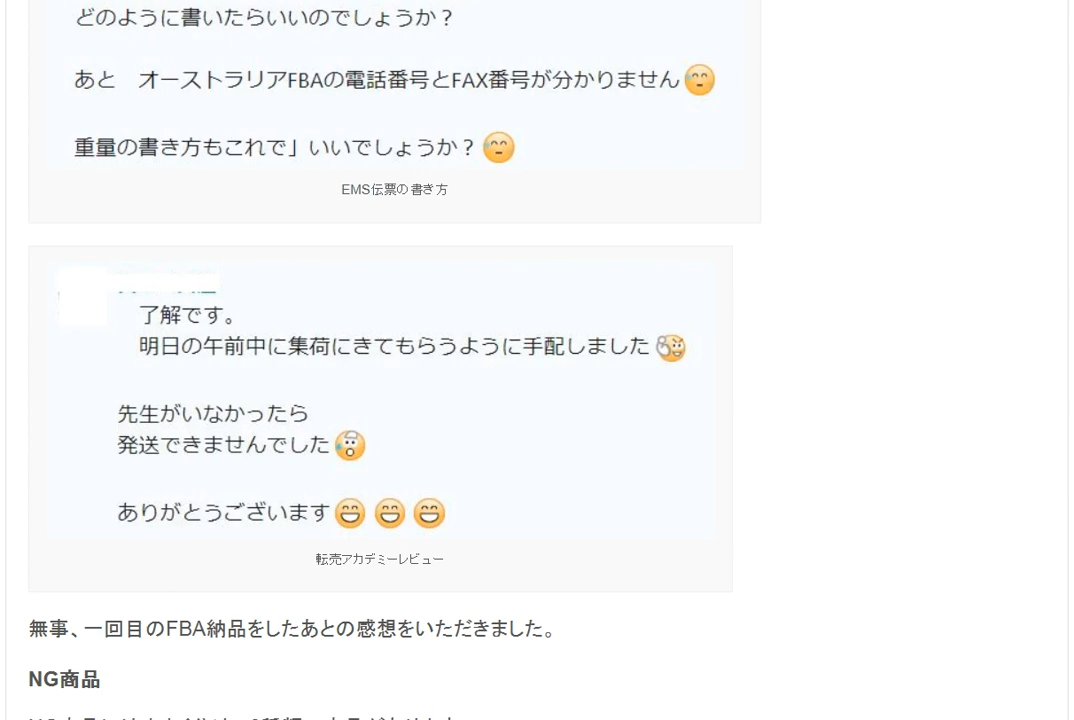 どのように書いたらいいのでしょうか？
あと　オーストラリアFBAの電話番号とFAX番号が分かりません
重量の書き方もこれで」いいでしょうか？
EMS伝票の書き方
了解です。
明日の午前中に集荷にきてもらうように手配しました
先生がいなかったら
発送できませんでした
ありがとうございます
転売アカデミーレビュー
無事、一回目のFBA納品をしたあとの感想をいただきました。
NG商品